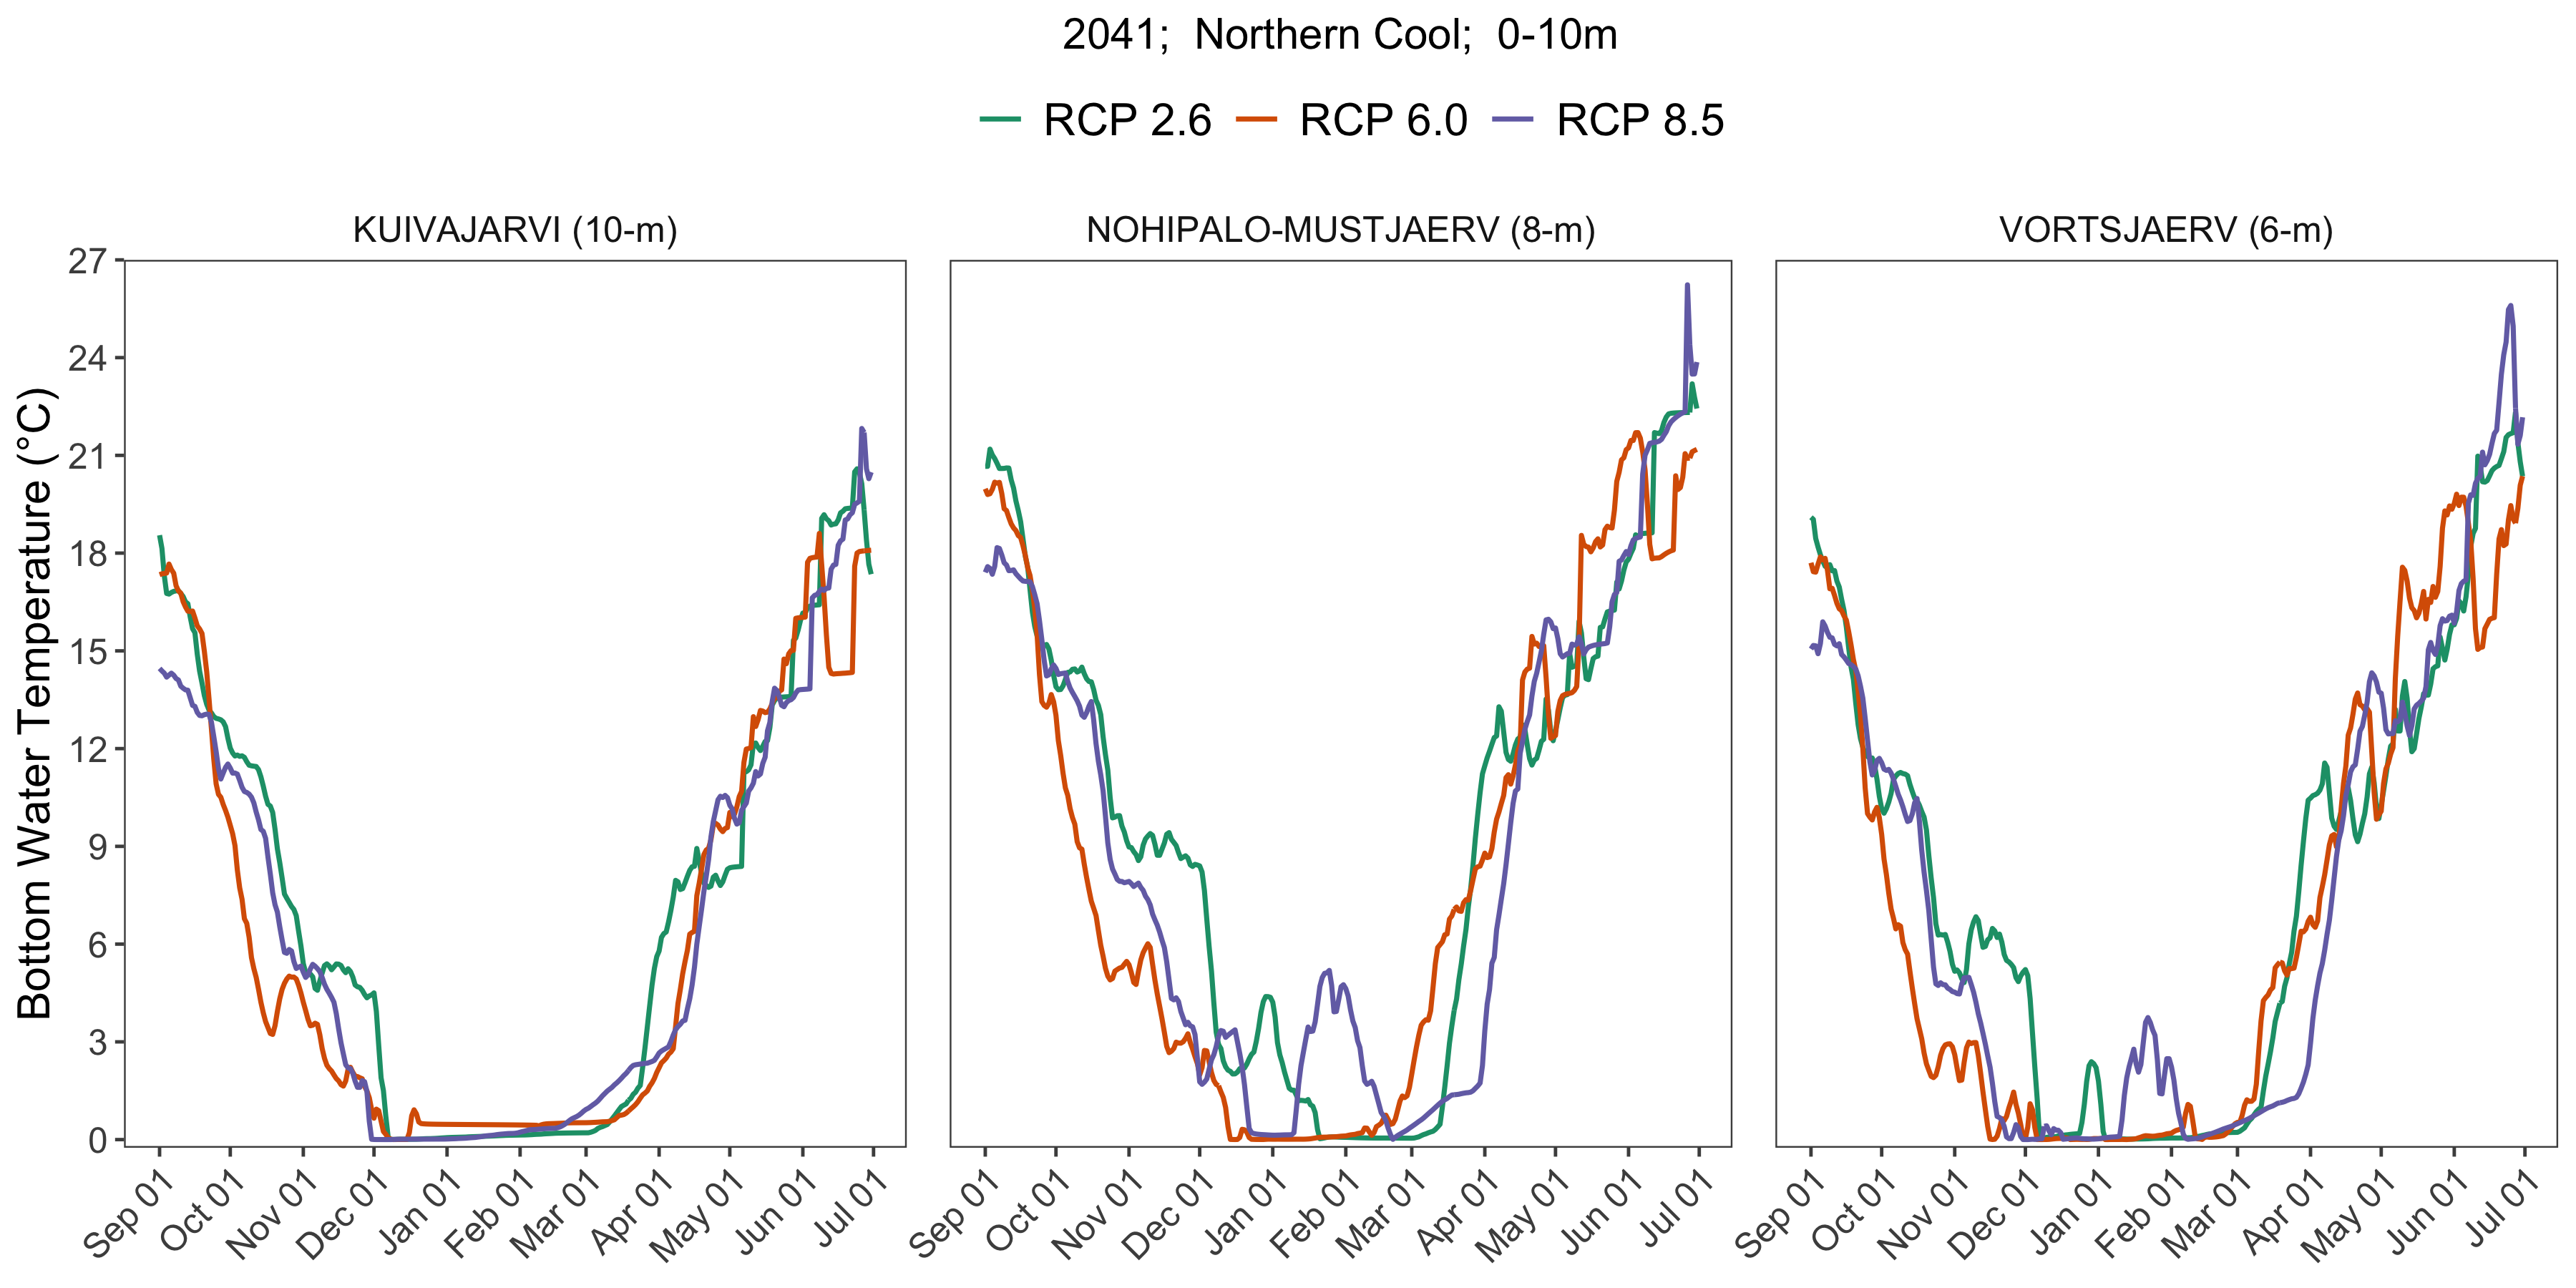 2041;  Northern Cool;  0-10m
RCP 2.6 RCP 6.0 RCP 8.5
KUIVAJARVI (10-m) NOHIPALO-MUSTJAERV (8-m) VORTSJAERV (6-m)
Bottom Water Temperature (°C)
27
24
21
18
15
12
9
6
3
0
Sep 01 Oct 01 Nov 01 Dec 01 Jan 01 Feb 01 Mar 01 Apr 01 May 01 Jun 01 Jul 01 Sep 01 Oct 01 Nov 01 Dec 01 Jan 01 Feb 01 Mar 01 Apr 01 May 01 Jun 01 Jul 01 Sep 01 Oct 01 Nov 01 Dec 01 Jan 01 Feb 01 Mar 01 Apr 01 May 01 Jun 01 Jul 01